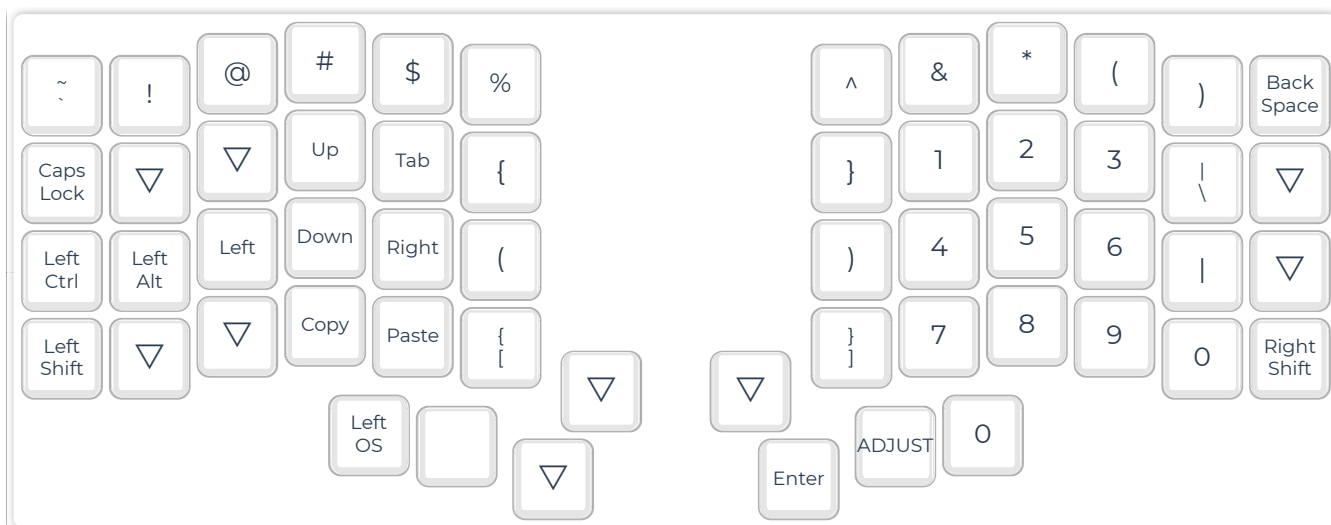 ~
`
!
@
#
$
%
^
&
*
(
)
Back
Space
Caps
Lock
▽
▽
Up
Tab
{
}
1
2
3
|
\
▽
Left
Ctrl
Left
Alt
Left
Down
Right
(
)
4
5
6
|
▽
Left
Shift
▽
▽
Copy
Paste
{
[
}
]
7
8
9
0
Right
Shift
▽
▽
Left
OS
▽
Enter
ADJUST
0